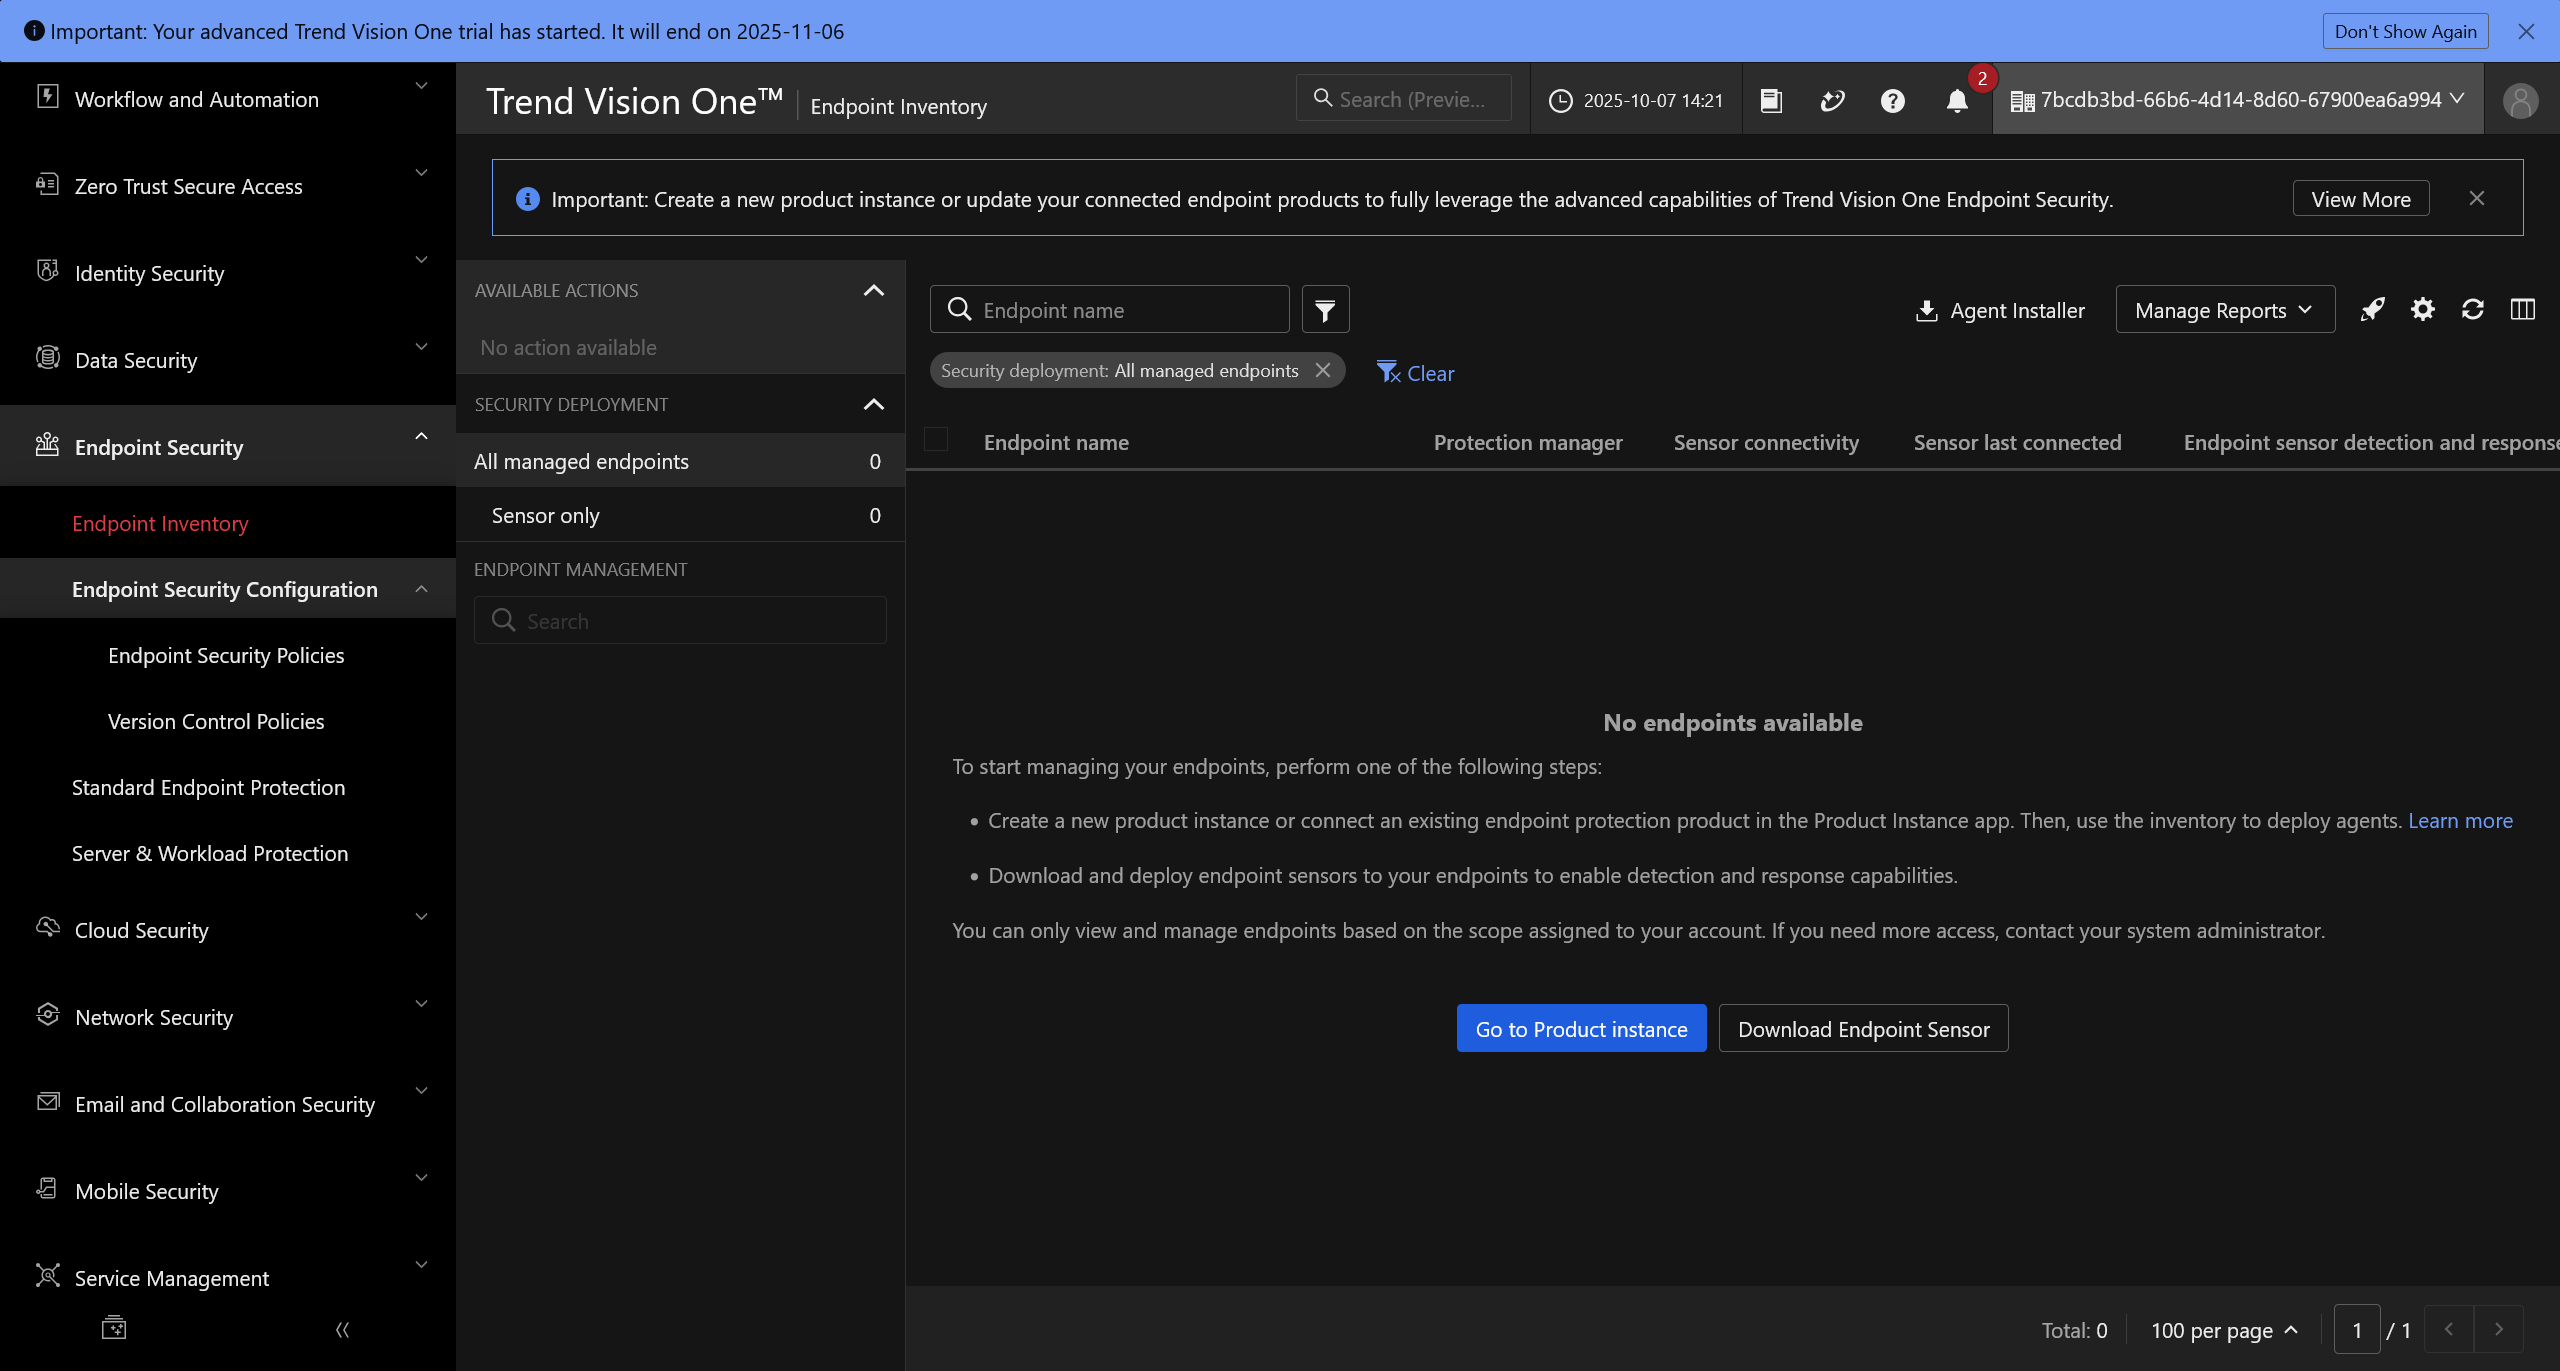 Important: Your advanced Trend Vision One trial has started. It will end on 2025-11-06
Don't Show Again
Workflow and Automation
Zero Trust Secure Access
Identity Security
Data Security
Endpoint Security
Endpoint Inventory
Endpoint Security Configuration
Endpoint Security Policies
Version Control Policies
Standard Endpoint Protection
Server & Workload Protection
Cloud Security
Network Security
Email and Collaboration Security
Mobile Security
Service Management
Trend Vision One™
Endpoint Inventory
Search (Previe...
2025-10-07 14:21
2
7bcdb3bd-66b6-4d14-8d60-67900ea6a994
Important: Create a new product instance or update your connected endpoint products to fully leverage the advanced capabilities of Trend Vision One Endpoint Security.
View More
AVAILABLE ACTIONS
No action available
SECURITY DEPLOYMENT
All managed endpoints 0
Sensor only 0
ENDPOINT MANAGEMENT
Search
Endpoint name
Agent Installer
Manage Reports
Security deployment: All managed endpoints
Clear
Endpoint name Protection manager Sensor connectivity Sensor last connected Endpoint sensor detection and response
No endpoints available
To start managing your endpoints, perform one of the following steps:
• Create a new product instance or connect an existing endpoint protection product in the Product Instance app. Then, use the inventory to deploy agents. Learn more
• Download and deploy endpoint sensors to your endpoints to enable detection and response capabilities.
You can only view and manage endpoints based on the scope assigned to your account. If you need more access, contact your system administrator.
Go to Product instance
Download Endpoint Sensor
Total: 0
100 per page
1 / 1